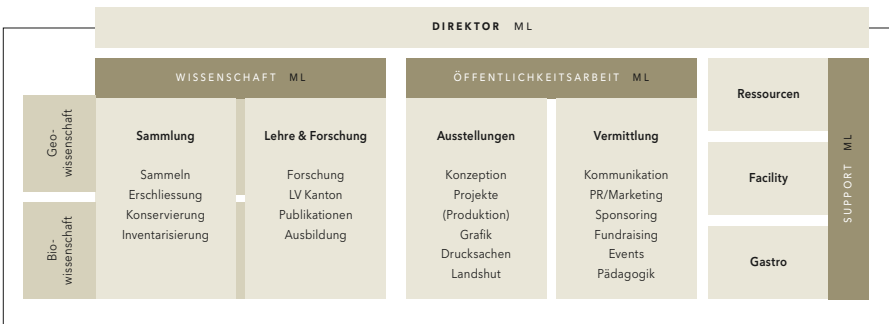 DIREKTOR ML
WISSENSCHAFT ML
Geo-
wissenschaft
Bio-
wissenschaft
Sammlung
Sammeln
Erschliessung
Konservierung
Inventarisierung
Lehre & Forschung
Forschung
LV Kanton
Publikationen
Ausbildung
ÖFFENTLICHKEITSARBEIT ML
Ausstellungen
Konzeption
Projekte
(Produktion)
Grafik
Drucksachen
Landshut
Vermittlung
Kommunikation
PR/Marketing
Sponsoring
Fundraising
Events
Pädagogik
Ressourcen
Facility
Gastro
SUPPORT ML